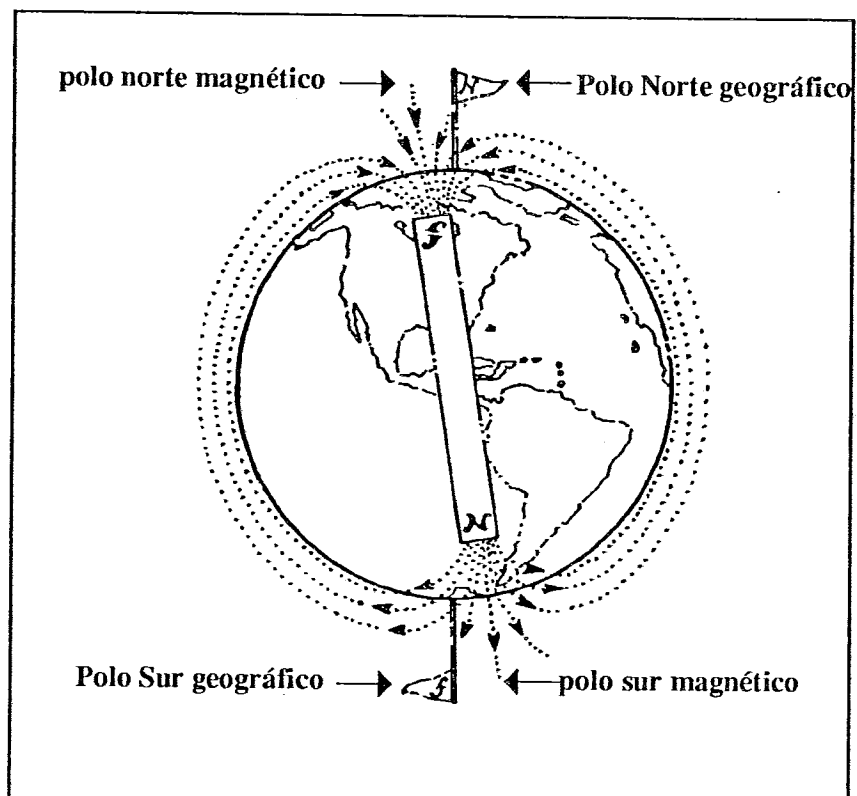 polo norte magnético
Polo Norte geográfico
N
S
N
Polo Sur geográfico
S
polo sur magnético